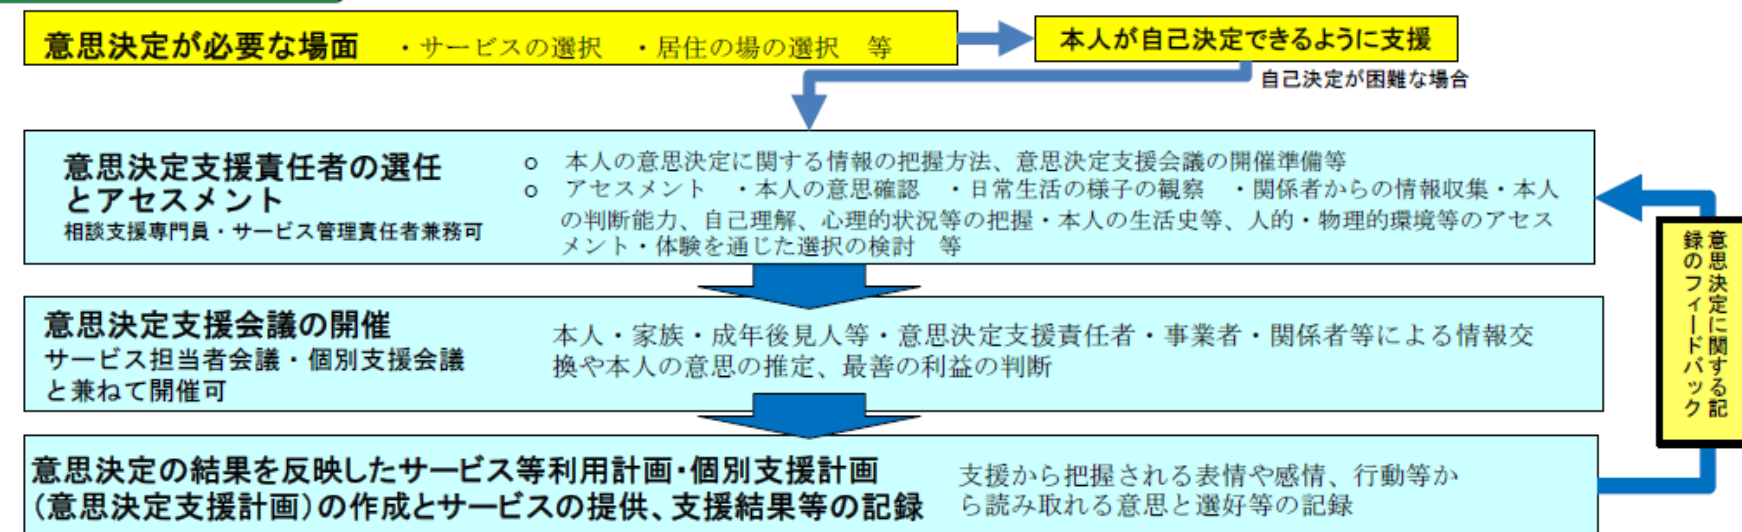 意思決定が必要な場面　・サービスの選択　・居住の場の選択　等
本人が自己決定できるように支援
自己決定が困難な場合
意思決定支援責任者の選任
とアセスメント
相談支援専門員・サービス管理責任者兼務可
○　本人の意思決定に関する情報の把握方法、意思決定支援会議の開催準備等
○　アセスメント　・本人の意思確認　・日常生活の様子の観察　・関係者からの情報収集・本人
の判断能力、自己理解、心理的状況等の把握・本人の生活史等、人的・物理的環境等のアセス
メント・体験を通じた選択の検討　等
意思決定支援会議の開催
サービス担当者会議・個別支援会議
と兼ねて開催可
本人・家族・成年後見人等・意思決定支援責任者・事業者・関係者等による情報交
換や本人の意思の推定、最善の利益の判断
意思決定の結果を反映したサービス等利用計画・個別支援計画
（意思決定支援計画）の作成とサービスの提供、支援結果等の記録
支援から把握される表情や感情、行動等か
ら読み取れる意思と選好等の記録
意思決定に関する記
録のフィードバック